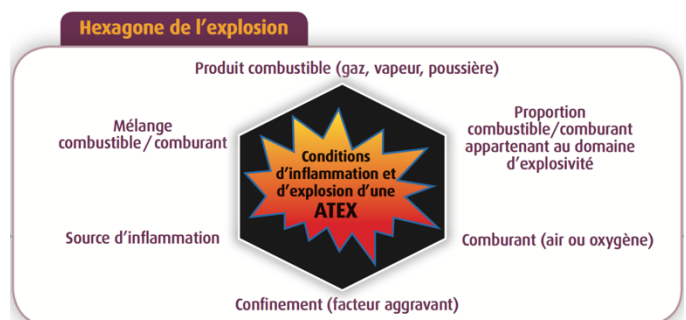 Hexagone de l'explosion
Produit combustible (gaz, vapeur, poussière)
Mélange
combustible / comburant
Proportion
combustible/comburant
appartenant au domaine
d'explosivité
Conditions
d'inflammation et
d'explosion d'une
ATEX
Source d'inflammation
Comburant (air ou oxygène)
Confinement (facteur aggravant)